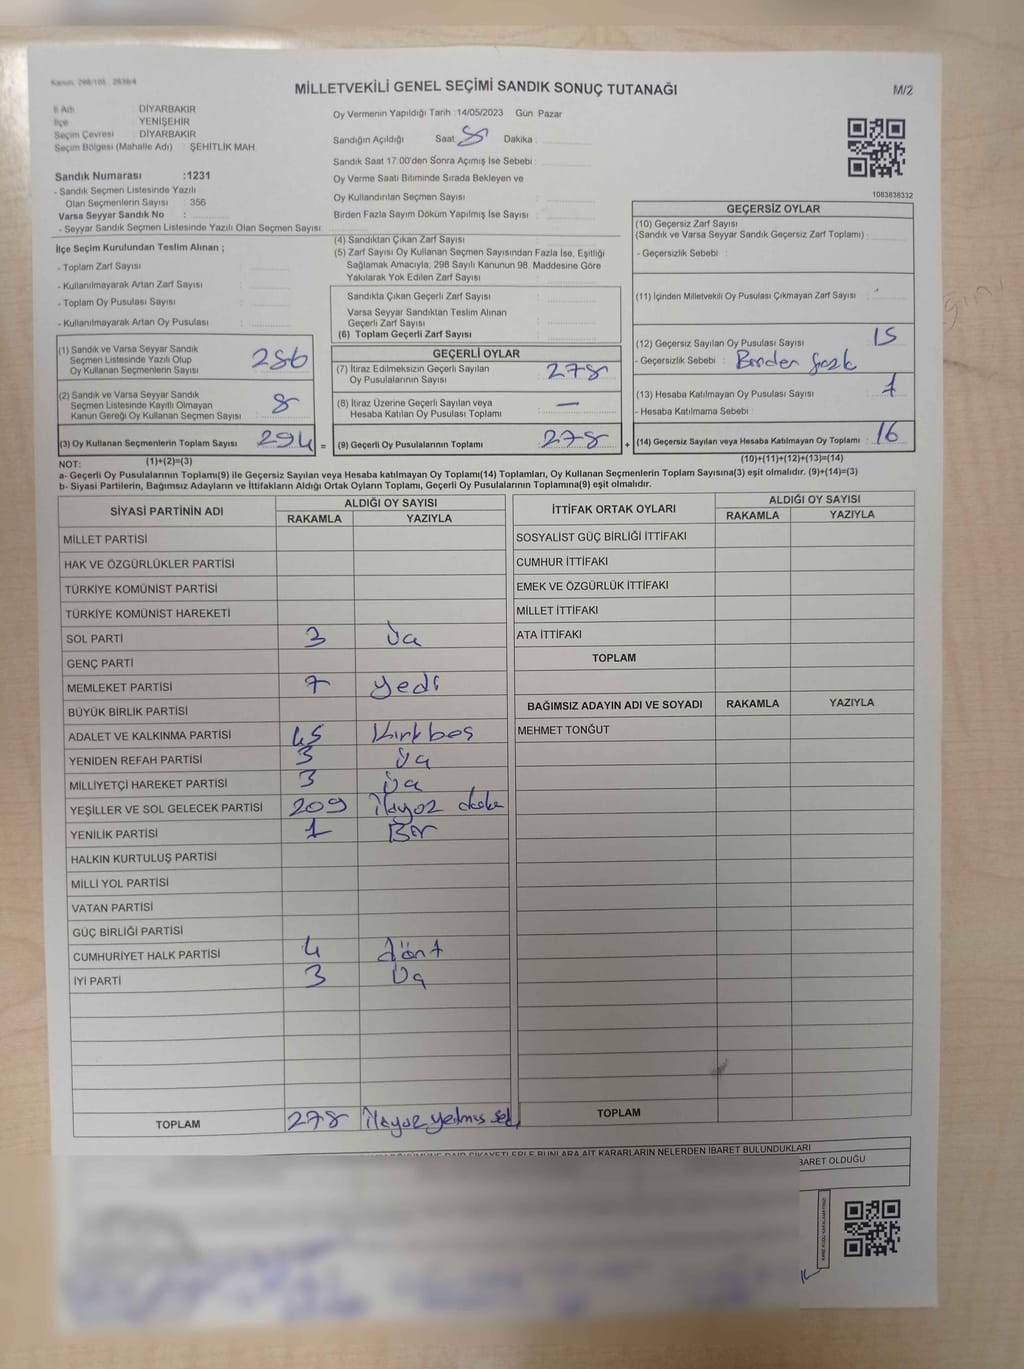 Kanun: 298/105 , 2839/4
MİLLETVEKİLİ GENEL SEÇİMİ SANDIK SONUÇ TUTANAĞI
M/2
İl Adı : DİYARBAKIR
İlçe : YENİŞEHİR
Seçim Çevresi : DİYARBAKIR
Seçim Bölgesi (Mahalle Adı) : ŞEHİTLİK MAH
Sandık Numarası :1231
- Sandık Seçmen Listesinde Yazılı
Olan Seçmenlerin Sayısı : 356
Varsa Seyyar Sandık No :
- Seyyar Sandık Seçmen Listesinde Yazılı Olan Seçmen Sayısı:
İlçe Seçim Kurulundan Teslim Alınan ;
- Toplam Zarf Sayısı :
- Kullanılmayarak Artan Zarf Sayısı :
- Toplam Oy Pusulası Sayısı :
- Kullanılmayarak Artan Oy Pusulası :
(1) Sandık ve Varsa Seyyar Sandık
Seçmen Listesinde Yazılı Olup
Oy Kullanan Seçmenlerin Sayısı : 286
(2) Sandık ve Varsa Seyyar Sandık
Seçmen Listesinde Kayıtlı Olmayan
Kanun Gereği Oy Kullanan Seçmen Sayısı : 8
(3) Oy Kullanan Seçmenlerin Toplam Sayısı : 294 =
(1)+(2)=(3)
Oy Vermenin Yapıldığı Tarih :14/05/2023 Gün: Pazar
Sandığın Açıldığı Saat: Dakika :
Sandık Saat 17:00'den Sonra Açımış İse Sebebi :
Oy Verme Saati Bitiminde Sırada Bekleyen ve
Oy Kullandırılan Seçmen Sayısı :
Birden Fazla Sayım Döküm Yapılmış İse Sayısı :
(4) Sandıktan Çıkan Zarf Sayısı :
(5) Zarf Sayısı Oy Kullanan Seçmen Sayısından Fazla İse, Eşitliği
Sağlamak Amacıyla, 298 Sayılı Kanunun 98. Maddesine Göre
Yakılarak Yok Edilen Zarf Sayısı :
Sandıkta Çıkan Geçerli Zarf Sayısı :
Varsa Seyyar Sandıktan Teslim Alınan
Geçerli Zarf Sayısı :
(6) Toplam Geçerli Zarf Sayısı :
GEÇERLİ OYLAR
(7) İtiraz Edilmeksizin Geçerli Sayılan
Oy Pusulalarının Sayısı : 278
(8) İtiraz Üzerine Geçerli Sayılan veya
Hesaba Katılan Oy Pusulası Toplamı : —
(9) Geçerli Oy Pusulalarının Toplamı : 278 +
1083838332
GEÇERSİZ OYLAR
(10) Geçersiz Zarf Sayısı
(Sandık ve Varsa Seyyar Sandık Geçersiz Zarf Toplamı) :
- Geçersizlik Sebebi :
(11) İçinden Milletvekili Oy Pusulası Çıkmayan Zarf Sayısı :
(12) Geçersiz Sayılan Oy Pusulası Sayısı : 15
- Geçersizlik Sebebi : Birden fazla
(13) Hesaba Katılmayan Oy Pusulası Sayısı : 1
- Hesaba Katılmama Sebebi :
(14) Geçersiz Sayılan veya Hesaba Katılmayan Oy Toplamı : 16
(10)+(11)+(12)+(13)=(14)
NOT:
a- Geçerli Oy Pusulalarının Toplamı(9) ile Geçersiz Sayılan veya Hesaba katılmayan Oy Toplamı(14) Toplamları, Oy Kullanan Seçmenlerin Toplam Sayısına(3) eşit olmalıdır. (9)+(14)=(3)
b- Siyasi Partilerin, Bağımsız Adayların ve İttifakların Aldığı Ortak Oyların Toplamı, Geçerli Oy Pusulalarının Toplamına(9) eşit olmalıdır.
SİYASİ PARTİNİN ADI
ALDIĞI OY SAYISI
RAKAMLA YAZIYLA
MİLLET PARTİSİ
HAK VE ÖZGÜRLÜKLER PARTİSİ
TÜRKİYE KOMÜNİST PARTİSİ
TÜRKİYE KOMÜNİST HAREKETİ
SOL PARTİ 3 Üç
GENÇ PARTİ
MEMLEKET PARTİSİ 7 yedi
BÜYÜK BİRLİK PARTİSİ
ADALET VE KALKINMA PARTİSİ 45 Kırkbeş
YENİDEN REFAH PARTİSİ 3 Üç
MİLLİYETÇİ HAREKET PARTİSİ 3 Üç
YEŞİLLER VE SOL GELECEK PARTİSİ 209 ikiyüz dokuz
YENİLİK PARTİSİ 1 Bir
HALKIN KURTULUŞ PARTİSİ
MİLLİ YOL PARTİSİ
VATAN PARTİSİ
GÜÇ BİRLİĞİ PARTİSİ
CUMHURİYET HALK PARTİSİ 4 dört
İYİ PARTİ 3 Üç
TOPLAM 278 ikiyüz yetmiş
İTTİFAK ORTAK OYLARI
ALDIĞI OY SAYISI
RAKAMLA YAZIYLA
SOSYALİST GÜÇ BİRLİĞİ İTTİFAKI
CUMHUR İTTİFAKI
EMEK VE ÖZGÜRLÜK İTTİFAKI
MİLLET İTTİFAKI
ATA İTTİFAKI
TOPLAM
BAĞIMSIZ ADAYIN ADI VE SOYADI RAKAMLA YAZIYLA
MEHMET TONĞUT
TOPLAM
ŞİKAYETLERLE BUNLARA AİT KARARLARIN NELERDEN İBARET BULUNDUKLARI
BARET OLDUĞU